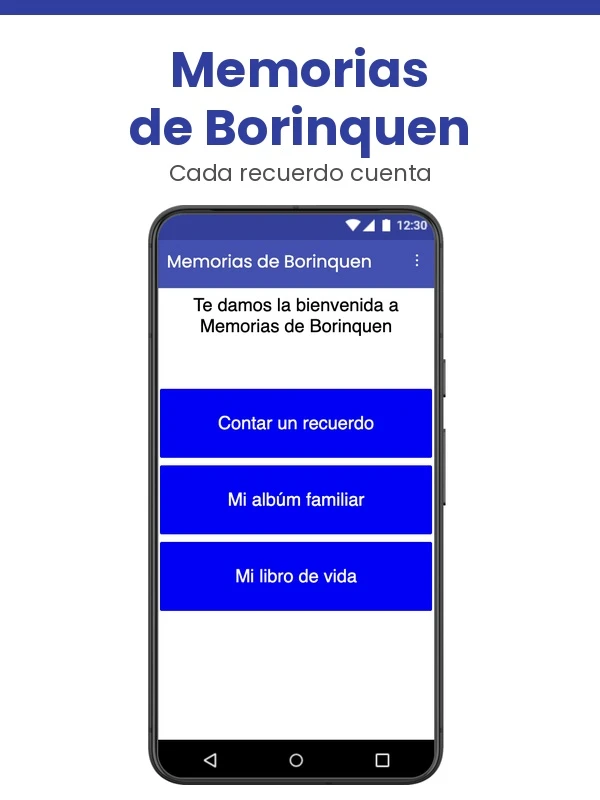 Memorias
de Borinquen
Cada recuerdo cuenta
12:30
Memorias de Borinquen
Te damos la bienvenida a
Memorias de Borinquen
Contar un recuerdo
Mi albúm familiar
Mi libro de vida